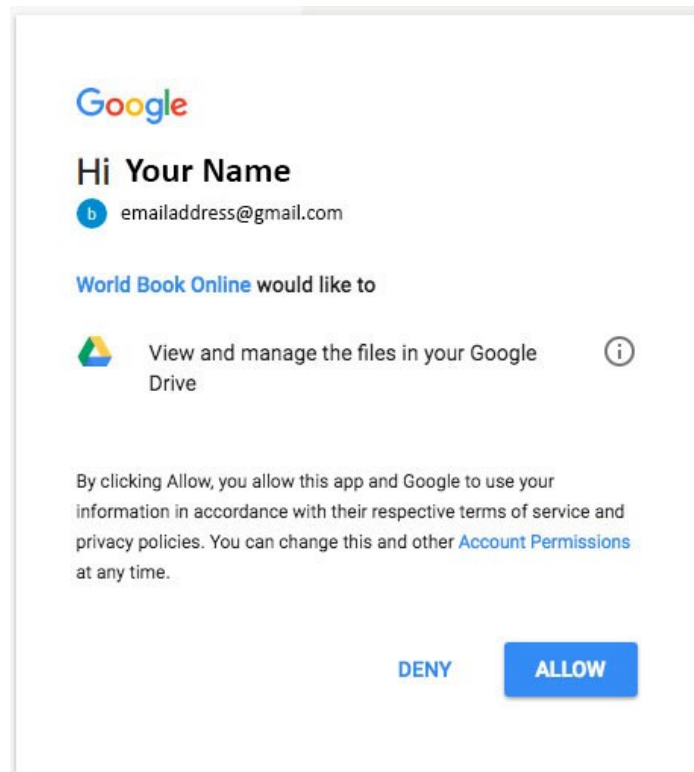 Google
Hi Your Name
b emailaddress@gmail.com
World Book Online would like to
View and manage the files in your Google
Drive
By clicking Allow, you allow this app and Google to use your
information in accordance with their respective terms of service and
privacy policies. You can change this and other Account Permissions
at any time.
DENY ALLOW